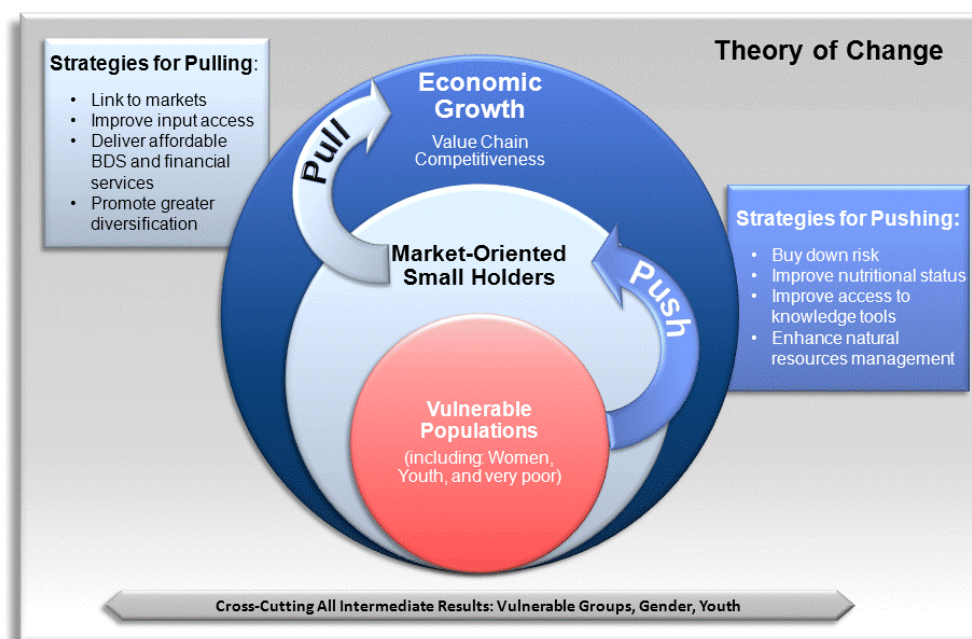 Theory of Change
Strategies for Pulling:
• Link to markets
• Improve input access
• Deliver affordable
BDS and financial
services
• Promote greater
diversification
Economic
Growth
Value Chain
Competitiveness
Pull
Market-Oriented
Small Holders
Push
Strategies for Pushing:
• Buy down risk
• Improve nutritional status
• Improve access to
knowledge tools
• Enhance natural
resources management
Vulnerable
Populations
(including: Women,
Youth, and very poor)
Cross-Cutting All Intermediate Results: Vulnerable Groups, Gender, Youth